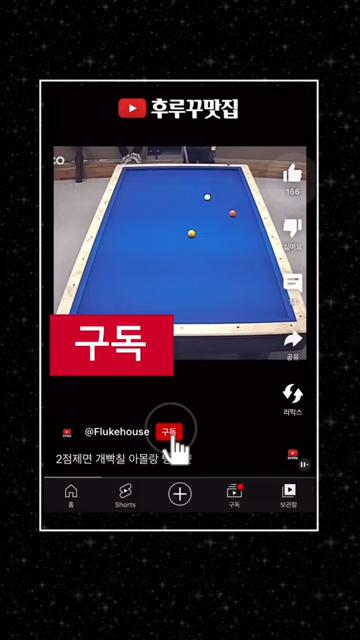 후루꾸맛집
166
싫어요
구독
공유
리믹스
@Flukehouse
구독
2점제면 개빡칠 아몰랑
홈
Shorts
구독
보관함